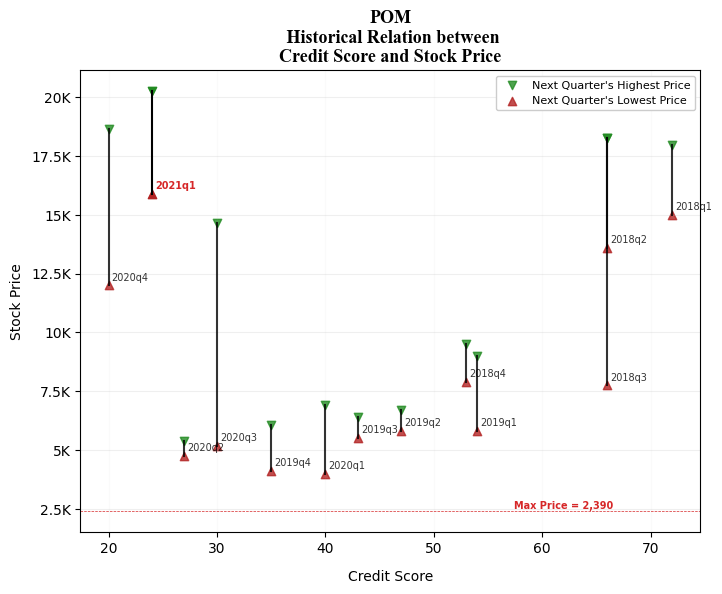 POM
Historical Relation between
Credit Score and Stock Price
Next Quarter's Highest Price
Next Quarter's Lowest Price
20K
17.5K
15K
12.5K
10K
7.5K
5K
2.5K
Stock Price
2021q1
2018q1
2018q2
2020q4
2018q3
2018q4
2019q1
2019q2
2019q3
2020q3
2020q2
2019q4
2020q1
Max Price = 2,390
20
30
40
50
60
70
Credit Score